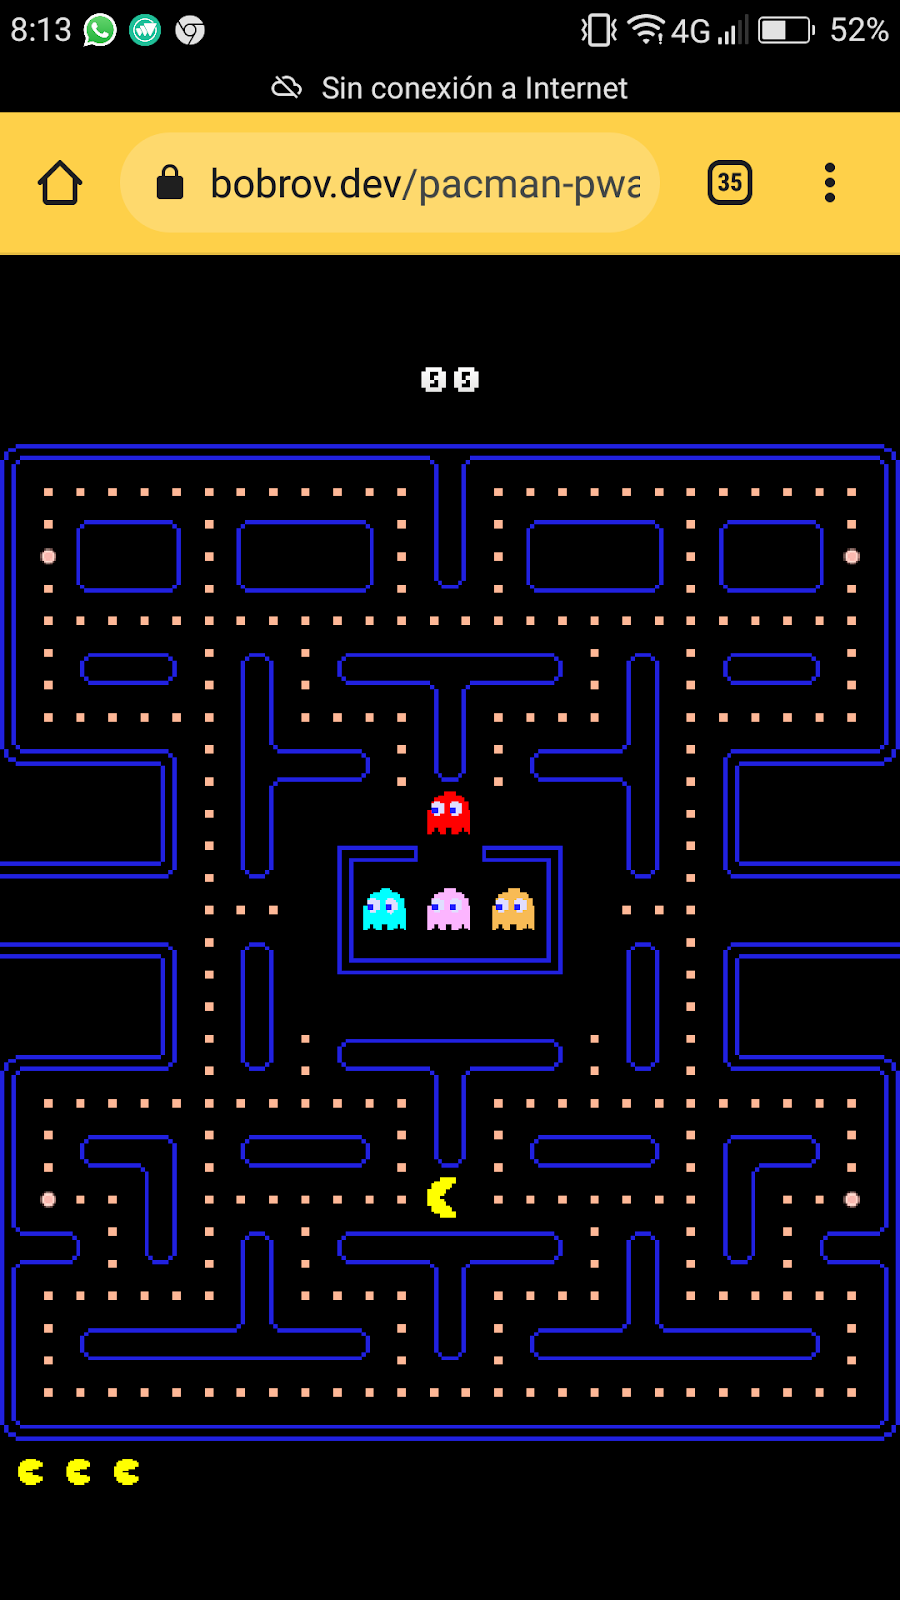 8:13 4G 52%
Sin conexión a Internet
bobrov.dev/pacman-pwa 35
00